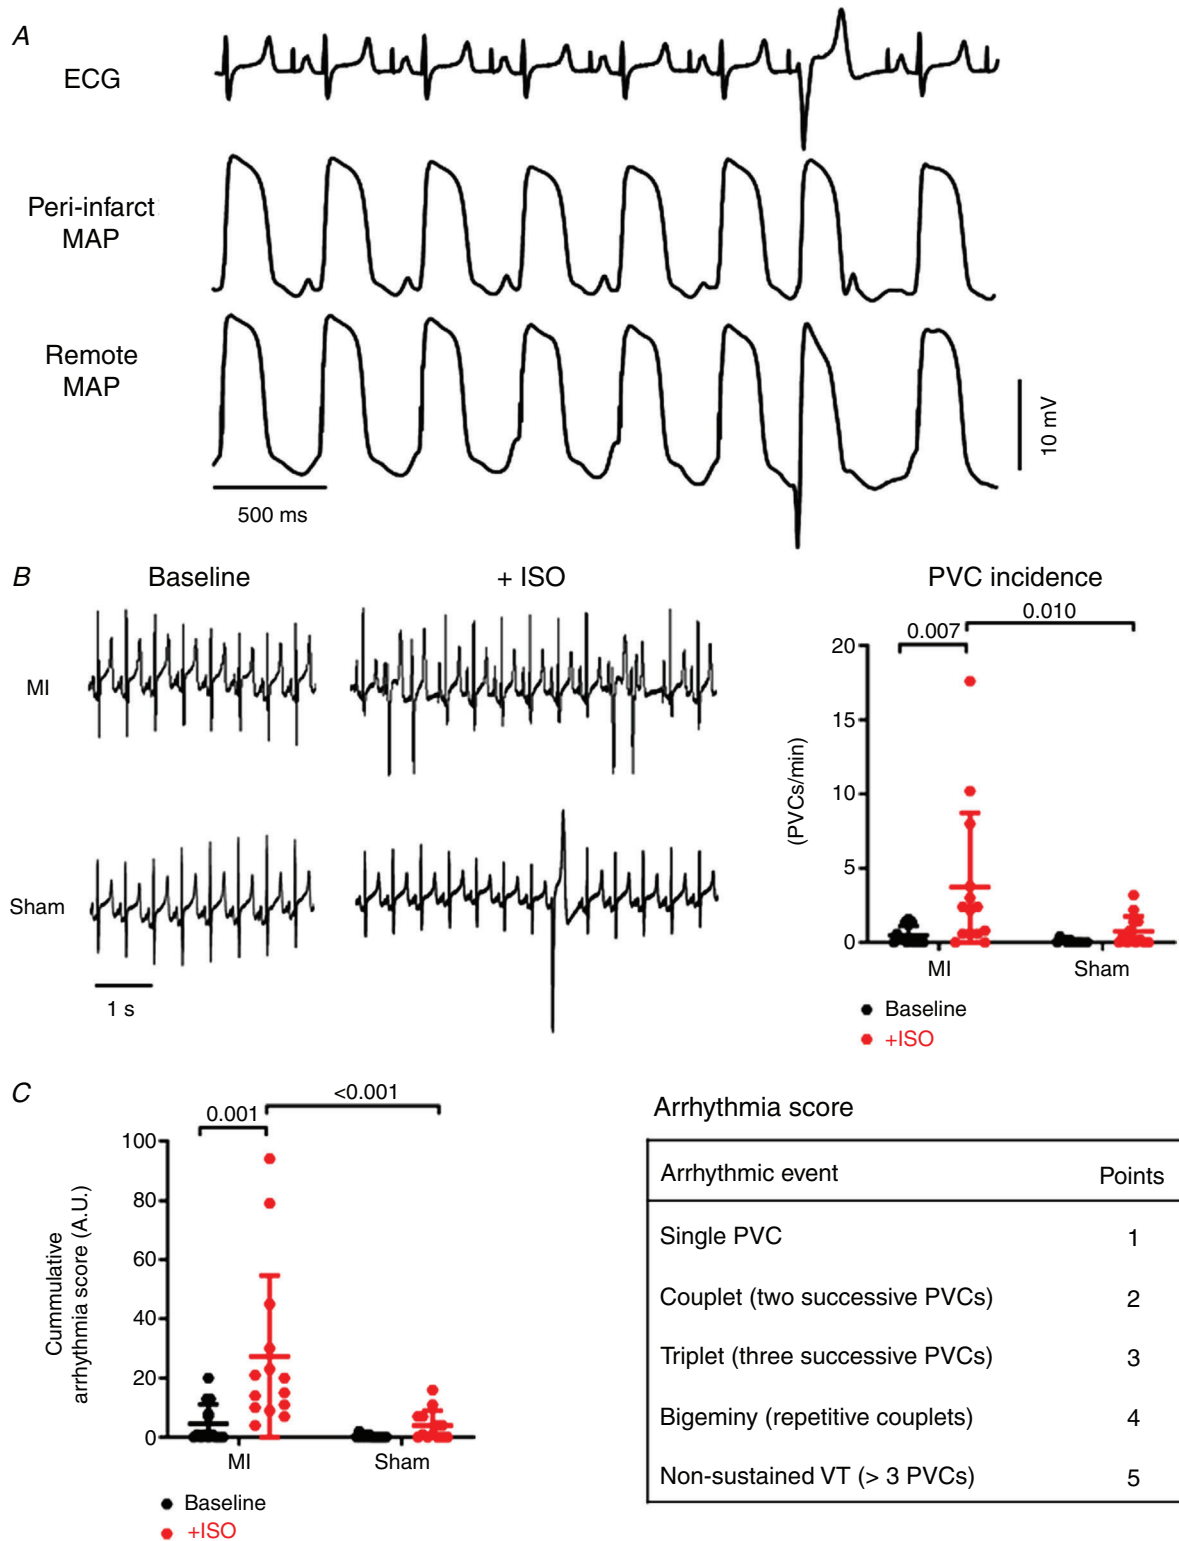 A
ECG
Peri-infarct
MAP
Remote
MAP
10 mV
500 ms
B
Baseline
+ ISO
PVC incidence
MI
Sham
1 s
0.010
0.007
20
15
10
5
0
(PVCs/min)
MI
Sham
Baseline
+ISO
C
<0.001
0.001
100
80
60
40
20
0
Cummulative
arrhythmia score (A.U.)
MI
Sham
Baseline
+ISO
Arrhythmia score
Arrhythmic event Points
Single PVC 1
Couplet (two successive PVCs) 2
Triplet (three successive PVCs) 3
Bigeminy (repetitive couplets) 4
Non-sustained VT (> 3 PVCs) 5